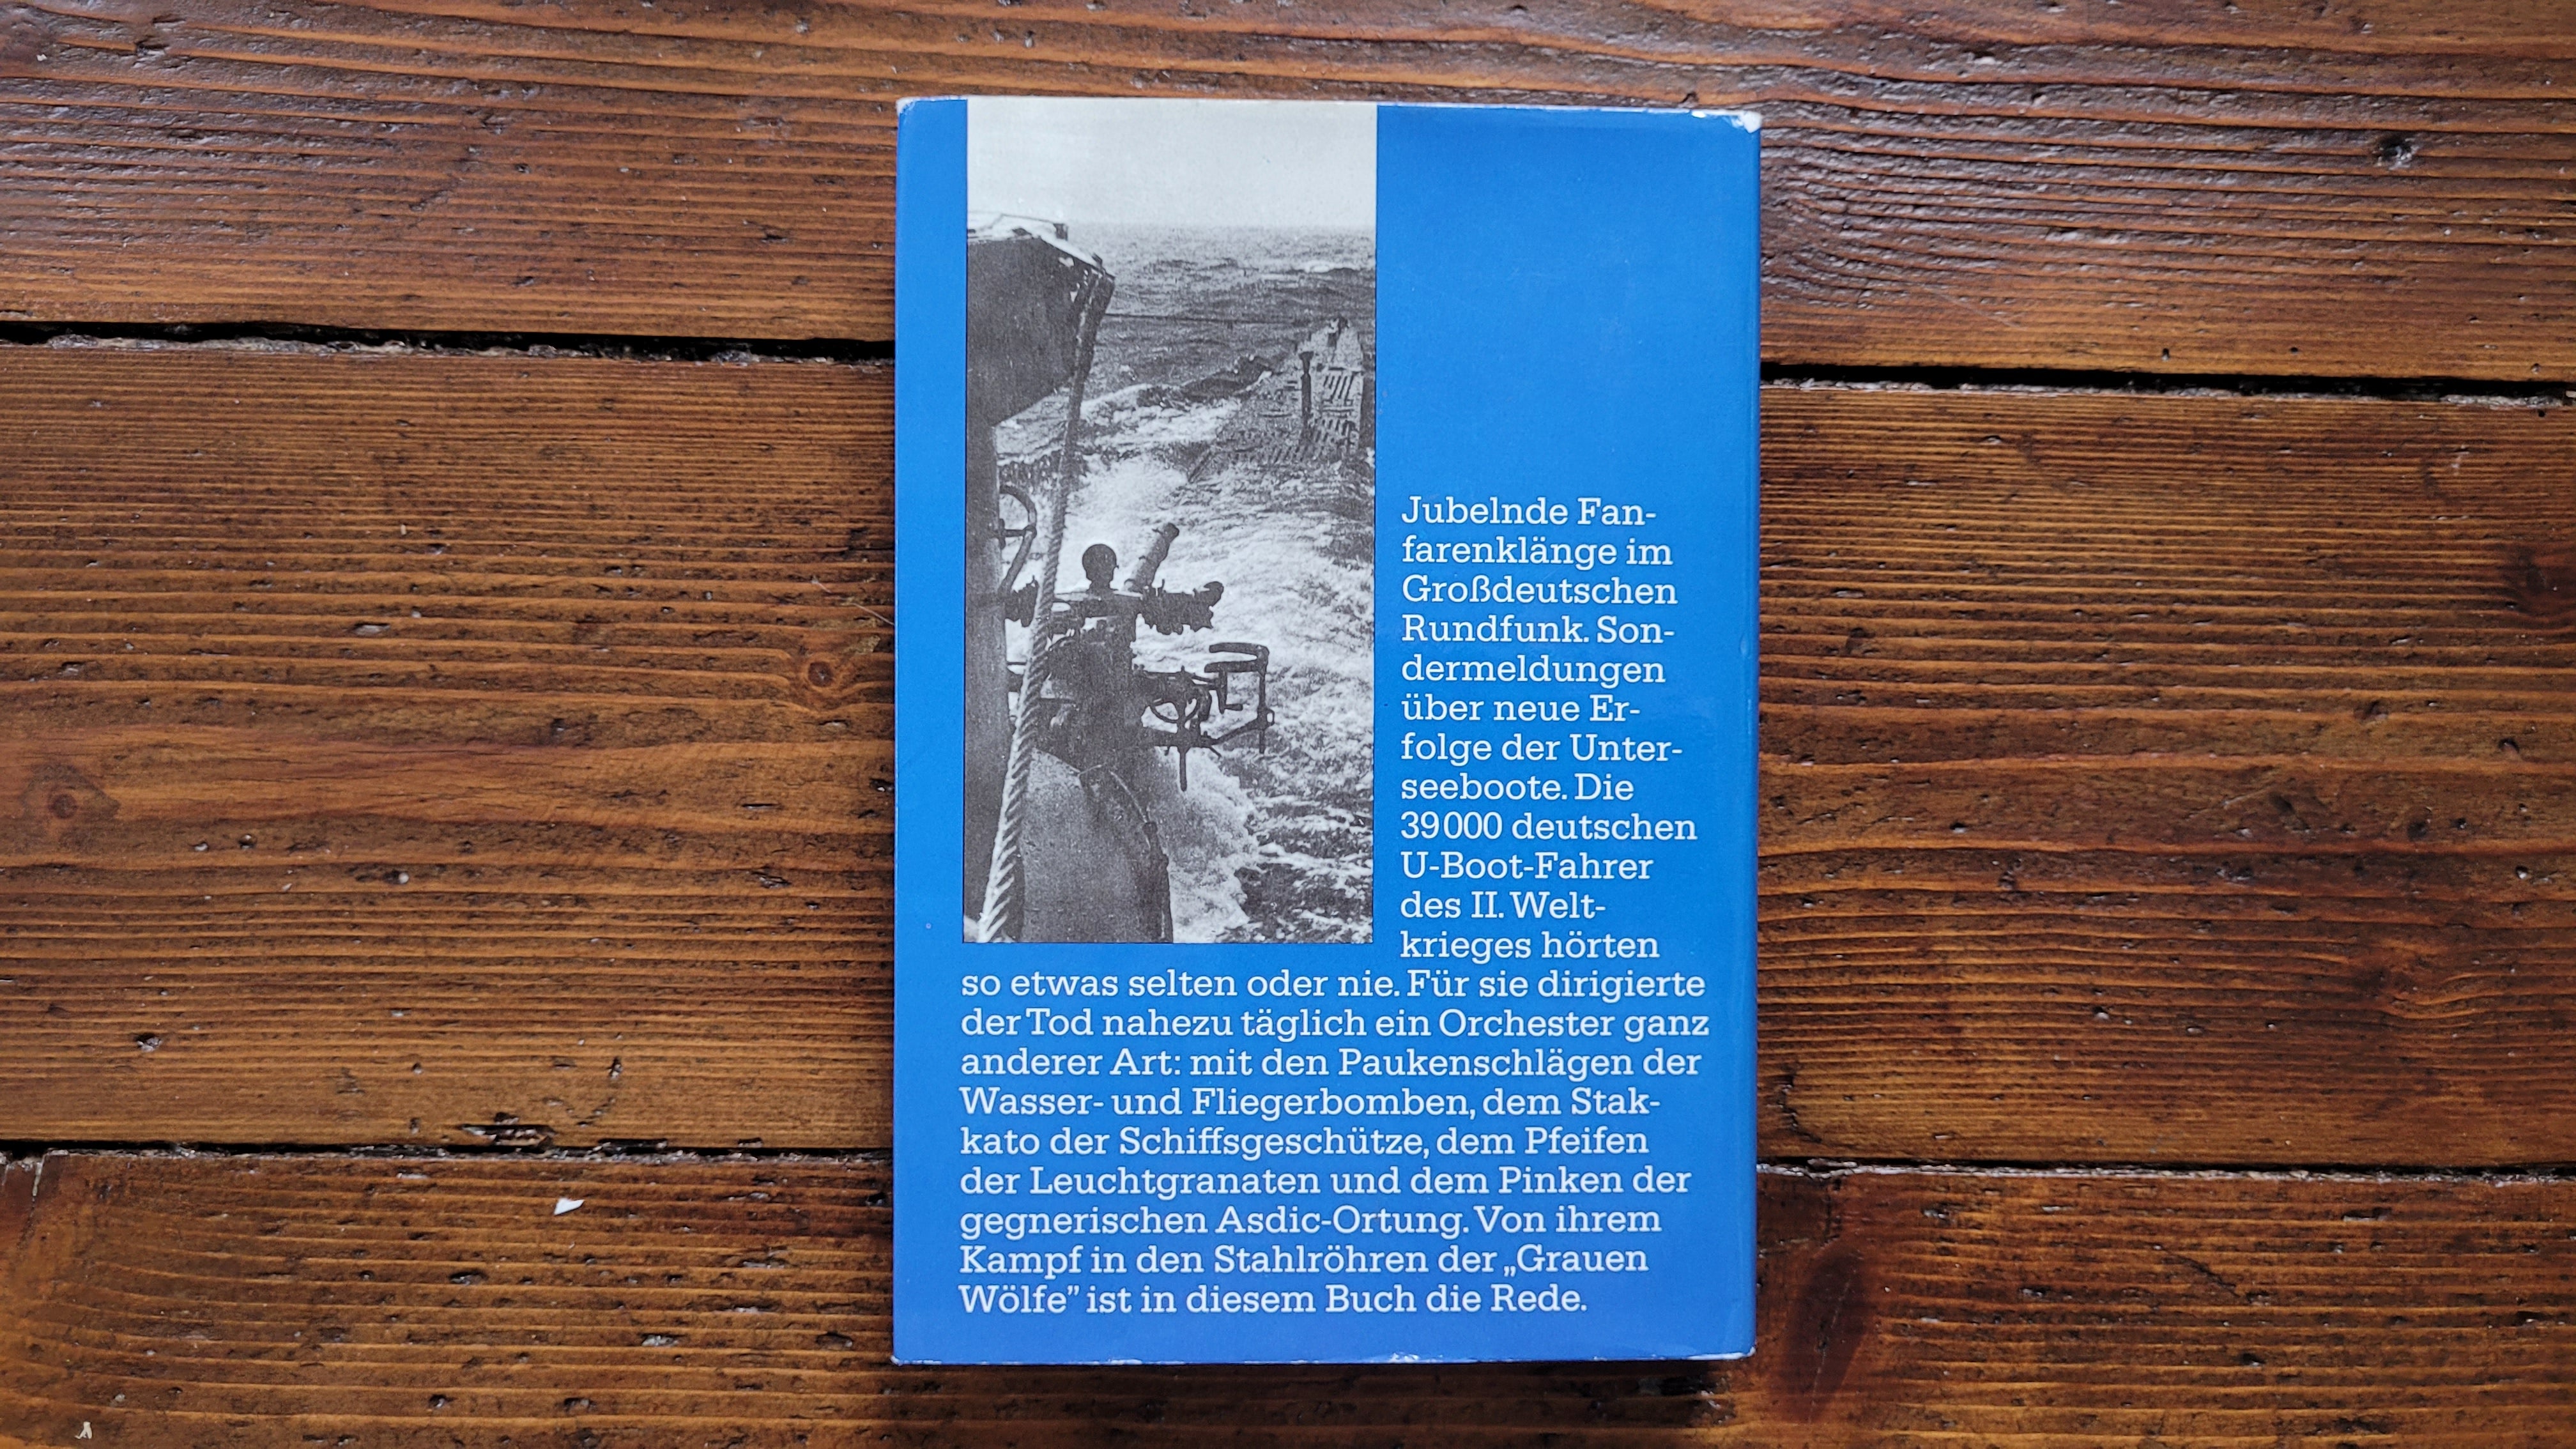 Jubelnde Fan-
farenklänge im
Großdeutschen
Rundfunk. Son-
dermeldungen
über neue Er-
folge der Unter-
seeboote. Die
39000 deutschen
U-Boot-Fahrer
des II. Welt-
krieges hörten
so etwas selten oder nie. Für sie dirigierte
der Tod nahezu täglich ein Orchester ganz
anderer Art: mit den Paukenschlägen der
Wasser- und Fliegerbomben, dem Stak-
kato der Schiffsgeschütze, dem Pfeifen
der Leuchtgranaten und dem Pinken der
gegnerischen Asdic-Ortung. Von ihrem
Kampf in den Stahlröhren der „Grauen
Wölfe” ist in diesem Buch die Rede.